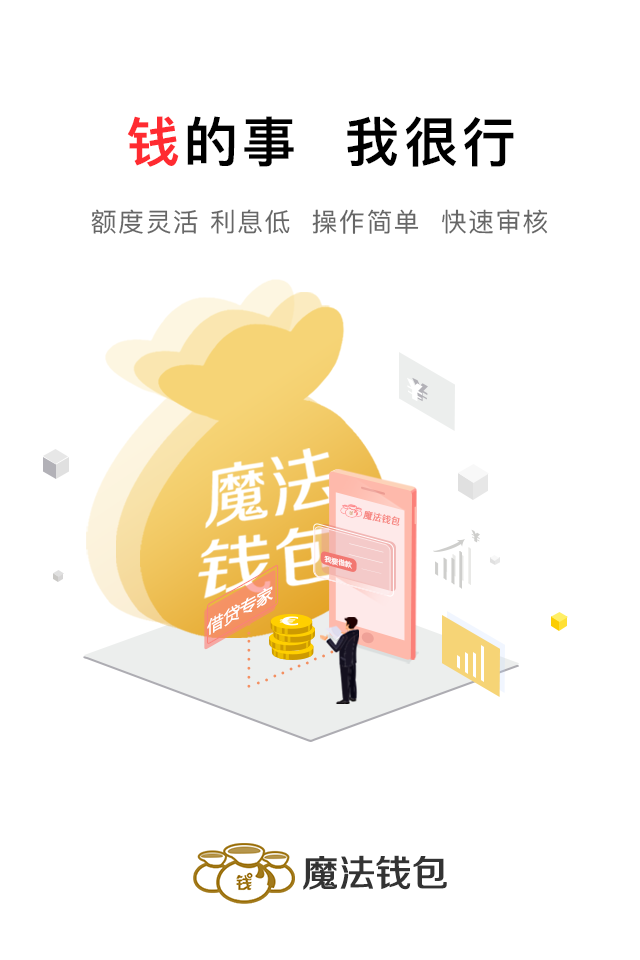 钱的事 我很行
额度灵活 利息低 操作简单 快速审核
魔法
钱包
魔法钱包
我要借款
借贷专家
钱
魔法钱包